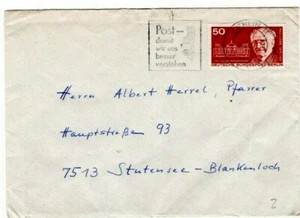 Post-
damit
wir uns
besser
verstehen
50
Herrn Albert Herrel, Pfarrer
Hauptstraße 93
7513 Stutensee - Blankenloch
2